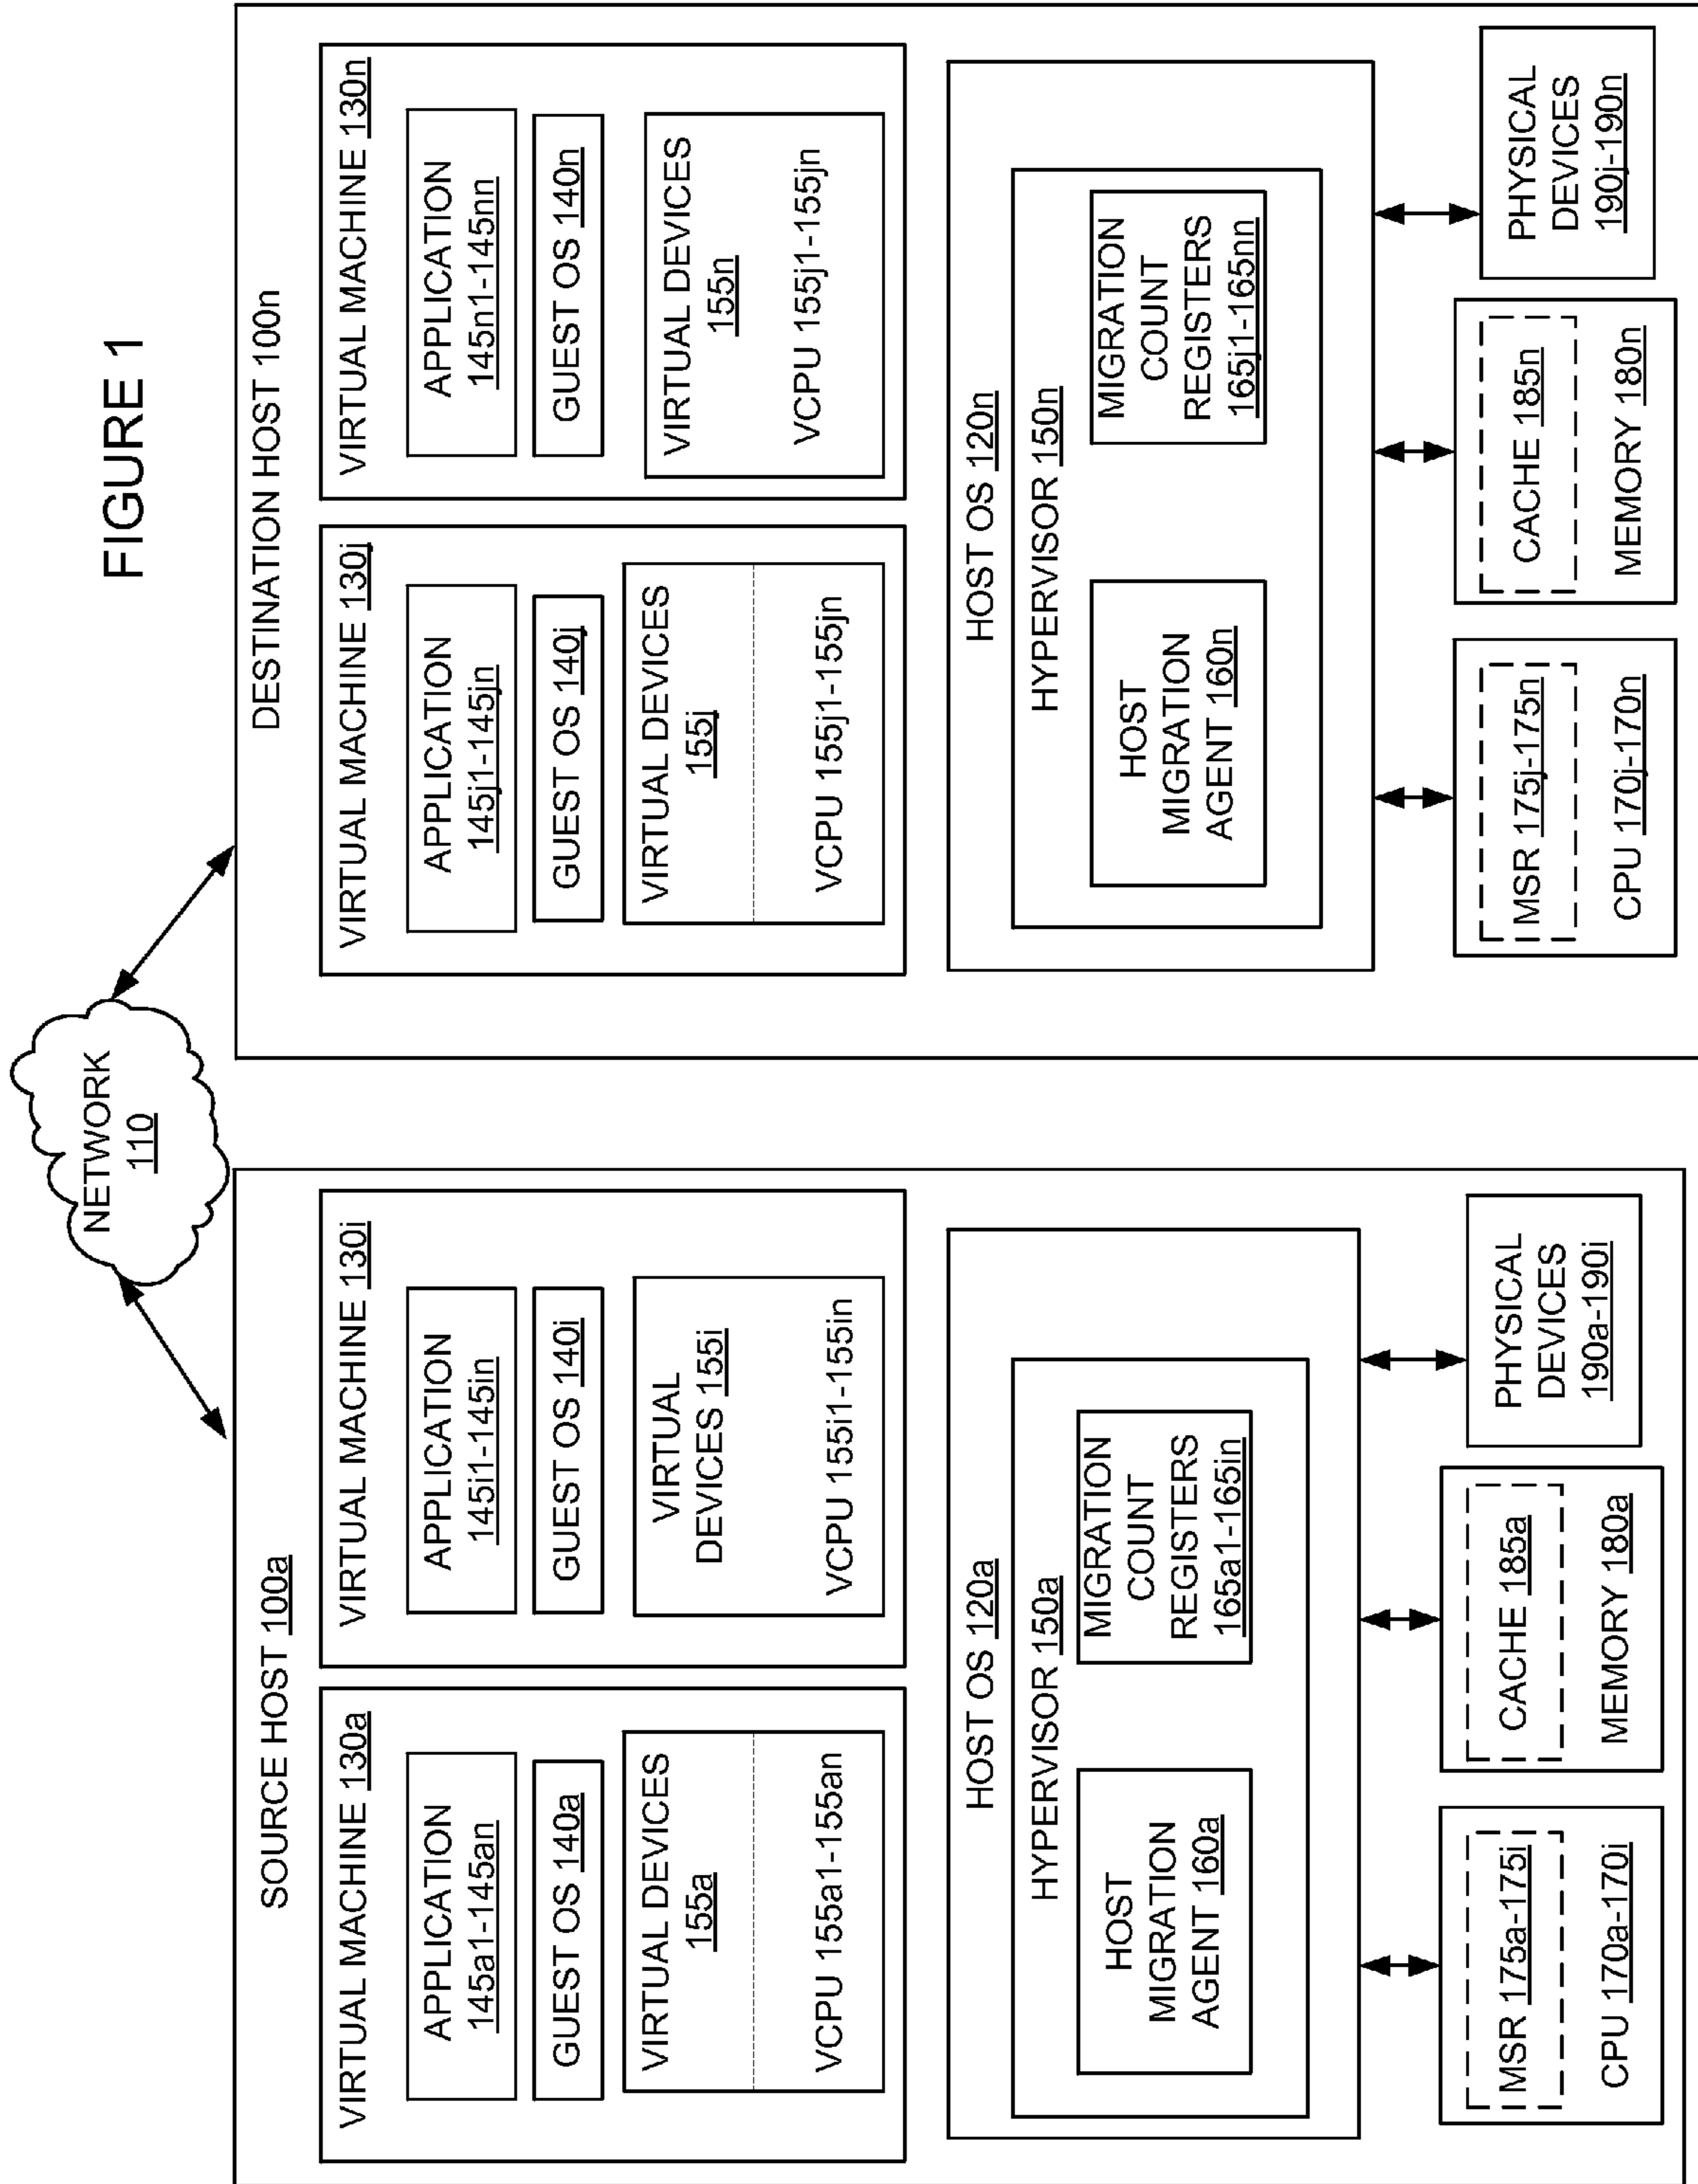 FIGURE 1
NETWORK
110
SOURCE HOST 100a
VIRTUAL MACHINE 130a
APPLICATION
145a1-145an
GUEST OS 140a
VIRTUAL DEVICES
155a
VCPU 155a1-155an
VIRTUAL MACHINE 130i
APPLICATION
145i1-145in
GUEST OS 140i
VIRTUAL
DEVICES 155i
VCPU 155i1-155in
HOST OS 120a
HYPERVISOR 150a
HOST
MIGRATION
AGENT 160a
MIGRATION
COUNT
REGISTERS
165a1-165in
MSR 175a-175i
CPU 170a-170i
CACHE 185a
MEMORY 180a
PHYSICAL
DEVICES
190a-190i
DESTINATION HOST 100n
VIRTUAL MACHINE 130j
APPLICATION
145j1-145jn
GUEST OS 140j
VIRTUAL DEVICES
155j
VCPU 155j1-155jn
VIRTUAL MACHINE 130n
APPLICATION
145n1-145nn
GUEST OS 140n
VIRTUAL DEVICES
155n
VCPU 155j1-155jn
HOST OS 120n
HYPERVISOR 150n
HOST
MIGRATION
AGENT 160n
MIGRATION
COUNT
REGISTERS
165j1-165nn
MSR 175j-175n
CPU 170j-170n
CACHE 185n
MEMORY 180n
PHYSICAL
DEVICES
190j-190n